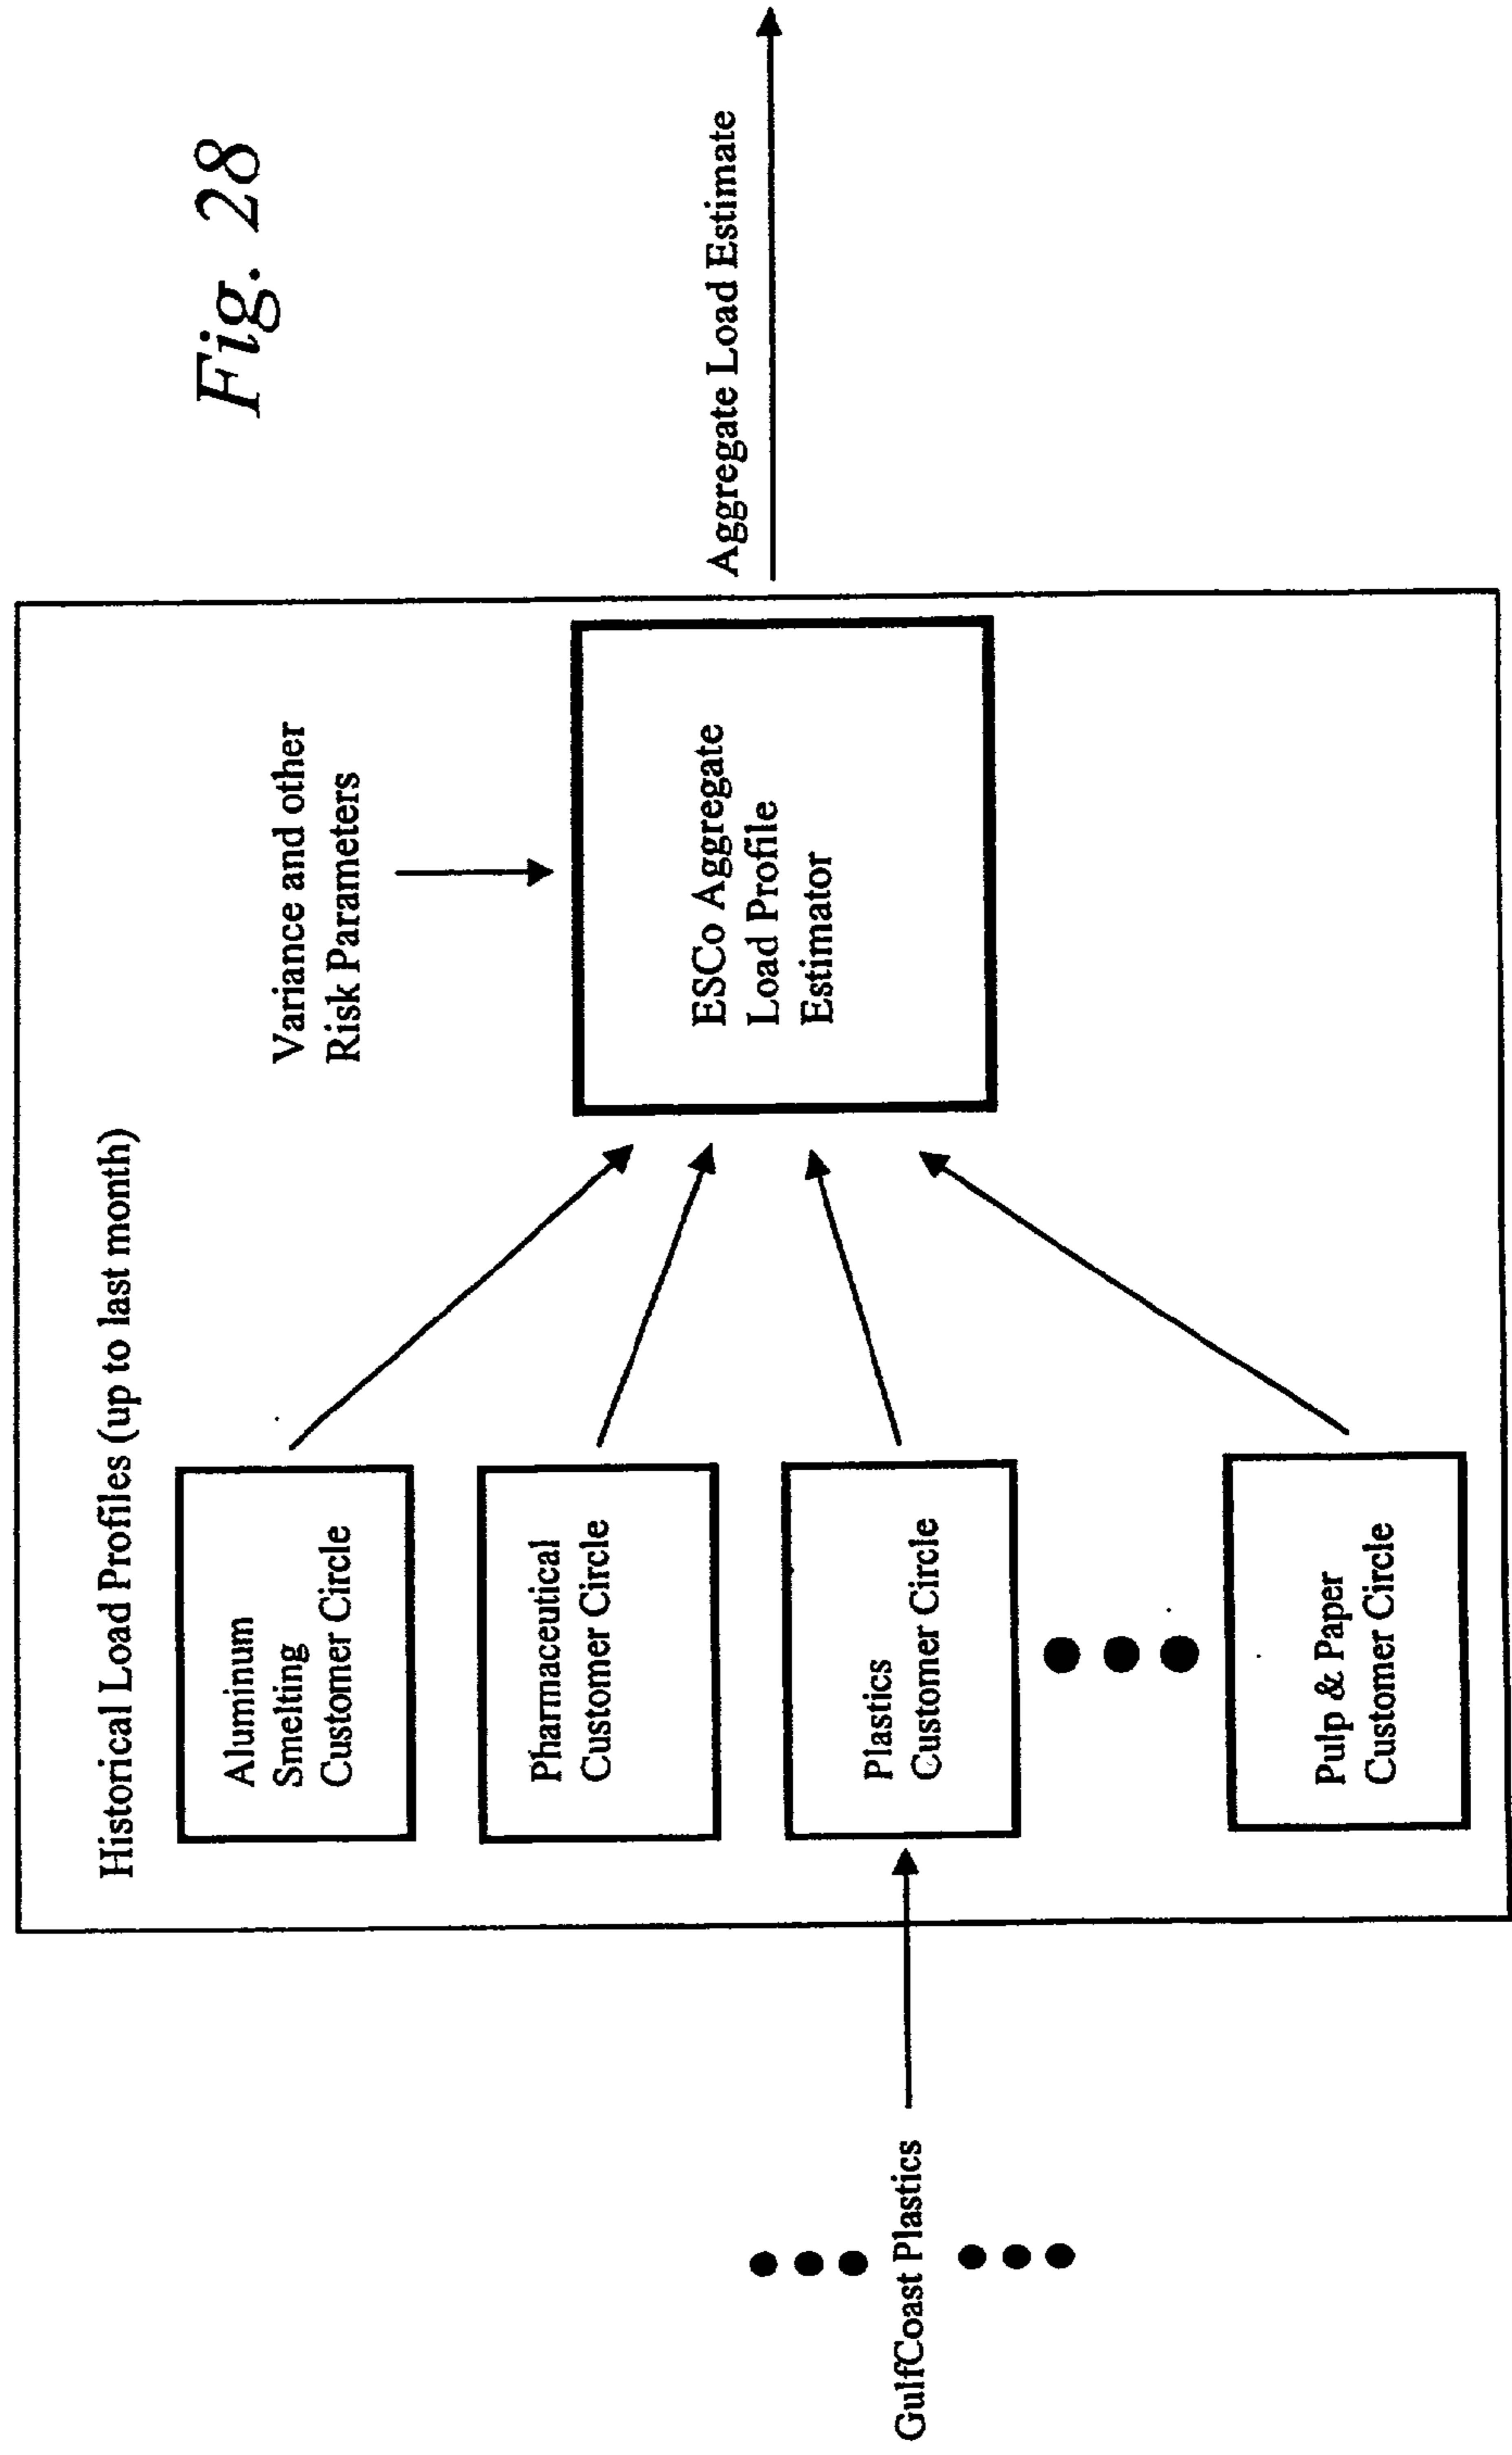 Fig. 28
Historical Load Profiles (up to last month)
Variance and other
Risk Parameters
Aluminum
Smelting
Customer Circle
Pharmaceutical
Customer Circle
Plastics
Customer Circle
Pulp & Paper
Customer Circle
ESCo Aggregate
Load Profile
Estimator
Aggregate Load Estimate
GulfCoast Plastics